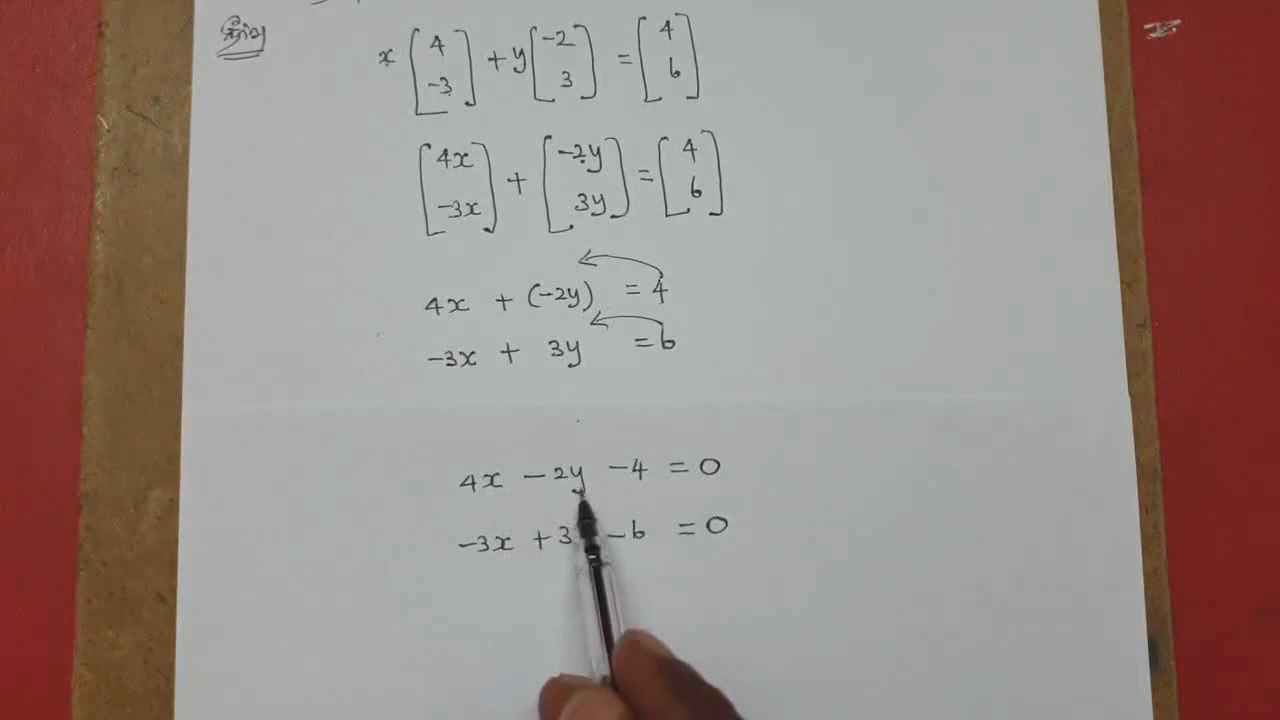 தீர்வு
x [4 -3] + y [-2 3] = [4 6]
[4x -3x] + [-2y 3y] = [4 6]
4x + (-2y) = 4
-3x + 3y = 6
4x - 2y - 4 = 0
-3x + 3 - 6 = 0